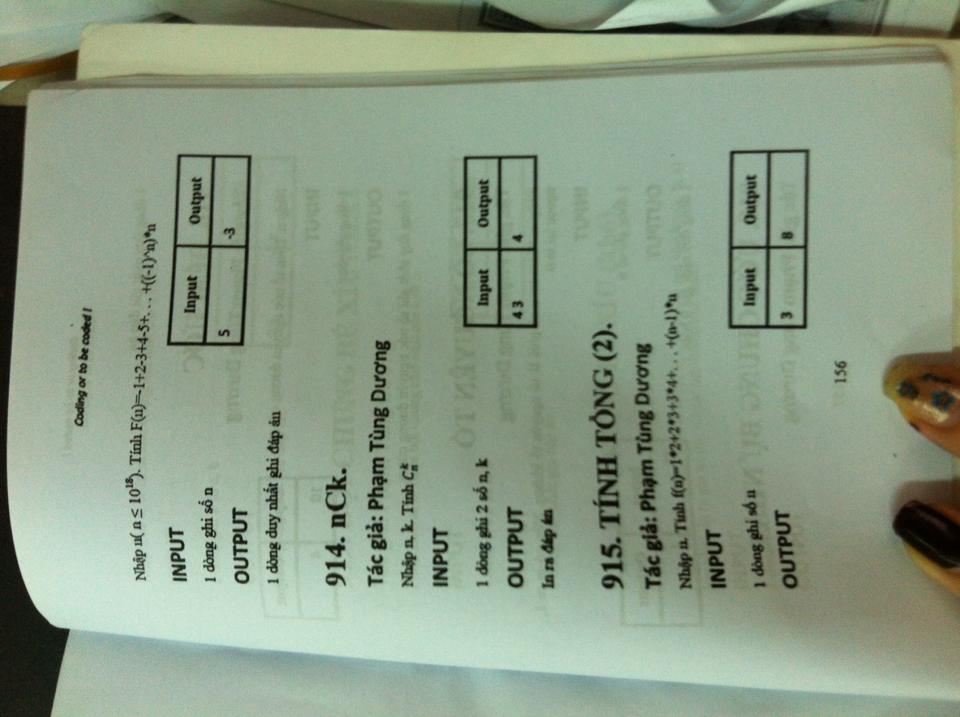 Coding or to be coded !
Nhập n( n ≤ 10¹⁸). Tính F(n)=-1+2-3+4-5+. . . +((-1)^n)*n
INPUT
1 dòng ghi số n
OUTPUT
1 dòng duy nhất ghi đáp án
Input Output
5 -3
914. nCk.
Tác giả: Phạm Tùng Dương
Nhập n, k. Tính Cₙᵏ
INPUT
1 dòng ghi 2 số n, k
OUTPUT
In ra đáp án
Input Output
4 3 4
915. TÍNH TỔNG (2).
Tác giả: Phạm Tùng Dương
Nhập n. Tính f(n)=1*2+2*3+3*4+. . . +(n-1)*n
INPUT
1 dòng ghi số n
OUTPUT
Input Output
3 8
156